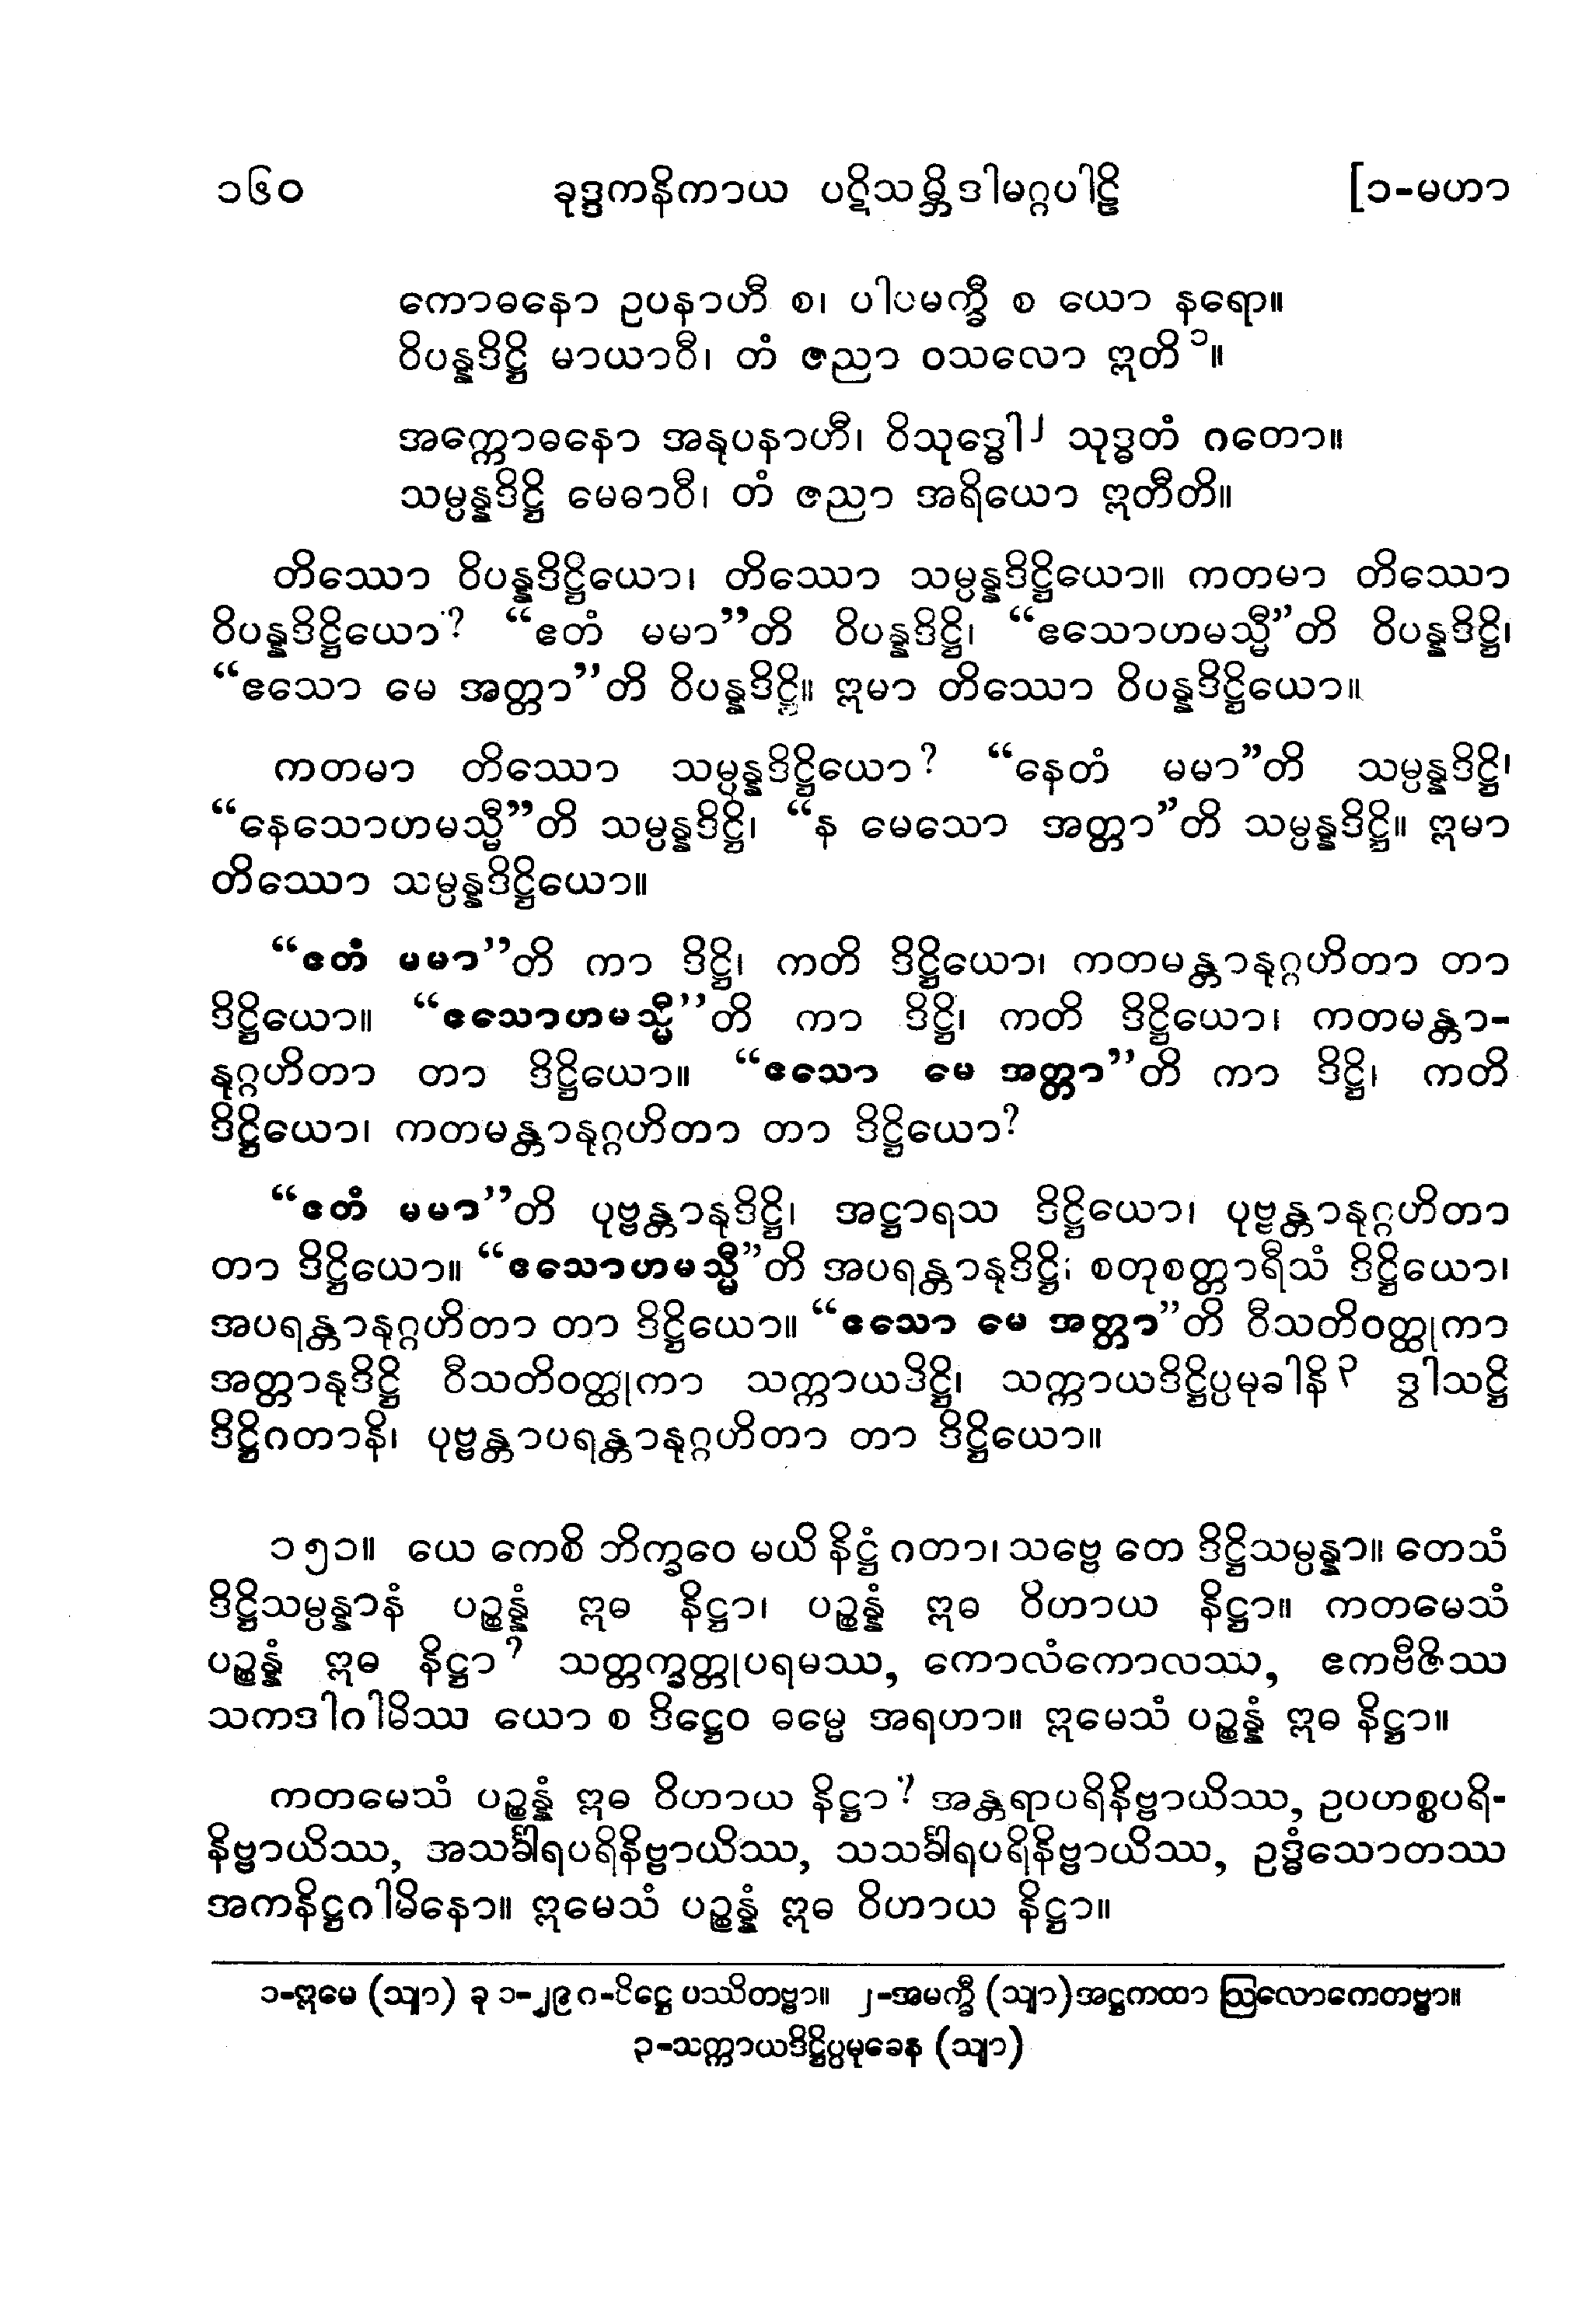 ၁၆၀ ခုဒ္ဒကနိကာယ ပဋိသမ္ဘိဒါမဂ္ဂပါဠိ [၁-မဟာ
ကောဓနော ဥပနာဟီ စ၊ ပါပမက္ခီ စ ယော နရော။
ဝိပန္နဒိဋ္ဌိ မာယာဝီ၊ တံ ဇညာ ဝသလော ဣတိ ၁။
အက္ကောဓနော အနုပနာဟီ၊ ဝိသုဒ္ဓေါ ၂ သုဒ္ဓတံ ဂတော။
သမ္ပန္နဒိဋ္ဌိ မေဓာဝီ၊ တံ ဇညာ အရိယော ဣတီတိ။
တိဿော ဝိပန္နဒိဋ္ဌိယော၊ တိဿော သမ္ပန္နဒိဋ္ဌိယော။ ကတမာ တိဿော
ဝိပန္နဒိဋ္ဌိယော? “ဧတံ မမာ”တိ ဝိပန္နဒိဋ္ဌိ၊ “ဧသောဟမသ္မီ”တိ ဝိပန္နဒိဋ္ဌိ၊
“ဧသော မေ အတ္တာ”တိ ဝိပန္နဒိဋ္ဌိ။ ဣမာ တိဿော ဝိပန္နဒိဋ္ဌိယော။
ကတမာ တိဿော သမ္ပန္နဒိဋ္ဌိယော? “နေတံ မမာ”တိ သမ္ပန္နဒိဋ္ဌိ၊
“နေသောဟမသ္မီ”တိ သမ္ပန္နဒိဋ္ဌိ၊ “န မေသော အတ္တာ”တိ သမ္ပန္နဒိဋ္ဌိ။ ဣမာ
တိဿော သမ္ပန္နဒိဋ္ဌိယော။
“ဧတံ မမာ”တိ ကာ ဒိဋ္ဌိ၊ ကတိ ဒိဋ္ဌိယော၊ ကတမန္တာနုဂ္ဂဟိတာ တာ
ဒိဋ္ဌိယော။ “ဧသောဟမသ္မီ”တိ ကာ ဒိဋ္ဌိ၊ ကတိ ဒိဋ္ဌိယော၊ ကတမန္တာ-
နုဂ္ဂဟိတာ တာ ဒိဋ္ဌိယော။ “ဧသော မေ အတ္တာ”တိ ကာ ဒိဋ္ဌိ၊ ကတိ
ဒိဋ္ဌိယော၊ ကတမန္တာနုဂ္ဂဟိတာ တာ ဒိဋ္ဌိယော?
“ဧတံ မမာ”တိ ပုဗ္ဗန္တာနုဒိဋ္ဌိ၊ အဋ္ဌာရသ ဒိဋ္ဌိယော၊ ပုဗ္ဗန္တာနုဂ္ဂဟိတာ
တာ ဒိဋ္ဌိယော။ “ဧသောဟမသ္မီ”တိ အပရန္တာနုဒိဋ္ဌိ၊ စတုစတ္တာရီသံ ဒိဋ္ဌိယော၊
အပရန္တာနုဂ္ဂဟိတာ တာ ဒိဋ္ဌိယော။ “ဧသော မေ အတ္တာ”တိ ဝီသတိဝတ္ထုကာ
အတ္တာနုဒိဋ္ဌိ ဝီသတိဝတ္ထုကာ သက္ကာယဒိဋ္ဌိ၊ သက္ကာယဒိဋ္ဌိပ္ပမုခါနိ ၃ ဒွါသဋ္ဌိ
ဒိဋ္ဌိဂတာနိ၊ ပုဗ္ဗန္တာပရန္တာနုဂ္ဂဟိတာ တာ ဒိဋ္ဌိယော။
၁၅၁။ ယေ ကေစိ ဘိက္ခဝေ မယိ နိဋ္ဌံ ဂတာ၊ သဗ္ဗေ တေ ဒိဋ္ဌိသမ္ပန္နာ။ တေသံ
ဒိဋ္ဌိသမ္ပန္နာနံ ပဉ္စန္နံ ဣဓ နိဋ္ဌာ၊ ပဉ္စန္နံ ဣဓ ဝိဟာယ နိဋ္ဌာ။ ကတမေသံ
ပဉ္စန္နံ ဣဓ နိဋ္ဌာ? သတ္တက္ခတ္တုပရမဿ, ကောလံကောလဿ, ဧကဗီဇိဿ
သကဒါဂါမိဿ ယော စ ဒိဋ္ဌေဝ ဓမ္မေ အရဟာ။ ဣမေသံ ပဉ္စန္နံ ဣဓ နိဋ္ဌာ။
ကတမေသံ ပဉ္စန္နံ ဣဓ ဝိဟာယ နိဋ္ဌာ? အန္တရာပရိနိဗ္ဗာယိဿ, ဥပဟစ္စပရိ-
နိဗ္ဗာယိဿ, အသင်္ခါရပရိနိဗ္ဗာယိဿ, သသင်္ခါရပရိနိဗ္ဗာယိဿ, ဥဒ္ဓံသောတဿ
အကနိဋ္ဌဂါမိနော။ ဣမေသံ ပဉ္စန္နံ ဣဓ ဝိဟာယ နိဋ္ဌာ။
၁-ဣမေ (သျာ) ခု ၁-၂၉၈-ပိဋ္ဌေ ပဿိတဗ္ဗာ။ ၂-အမက္ခီ (သျာ) အဋ္ဌကထာ ဩလောကေတဗ္ဗာ။
၃-သက္ကာယဒိဋ္ဌိပ္ပမုခေန (သျာ)